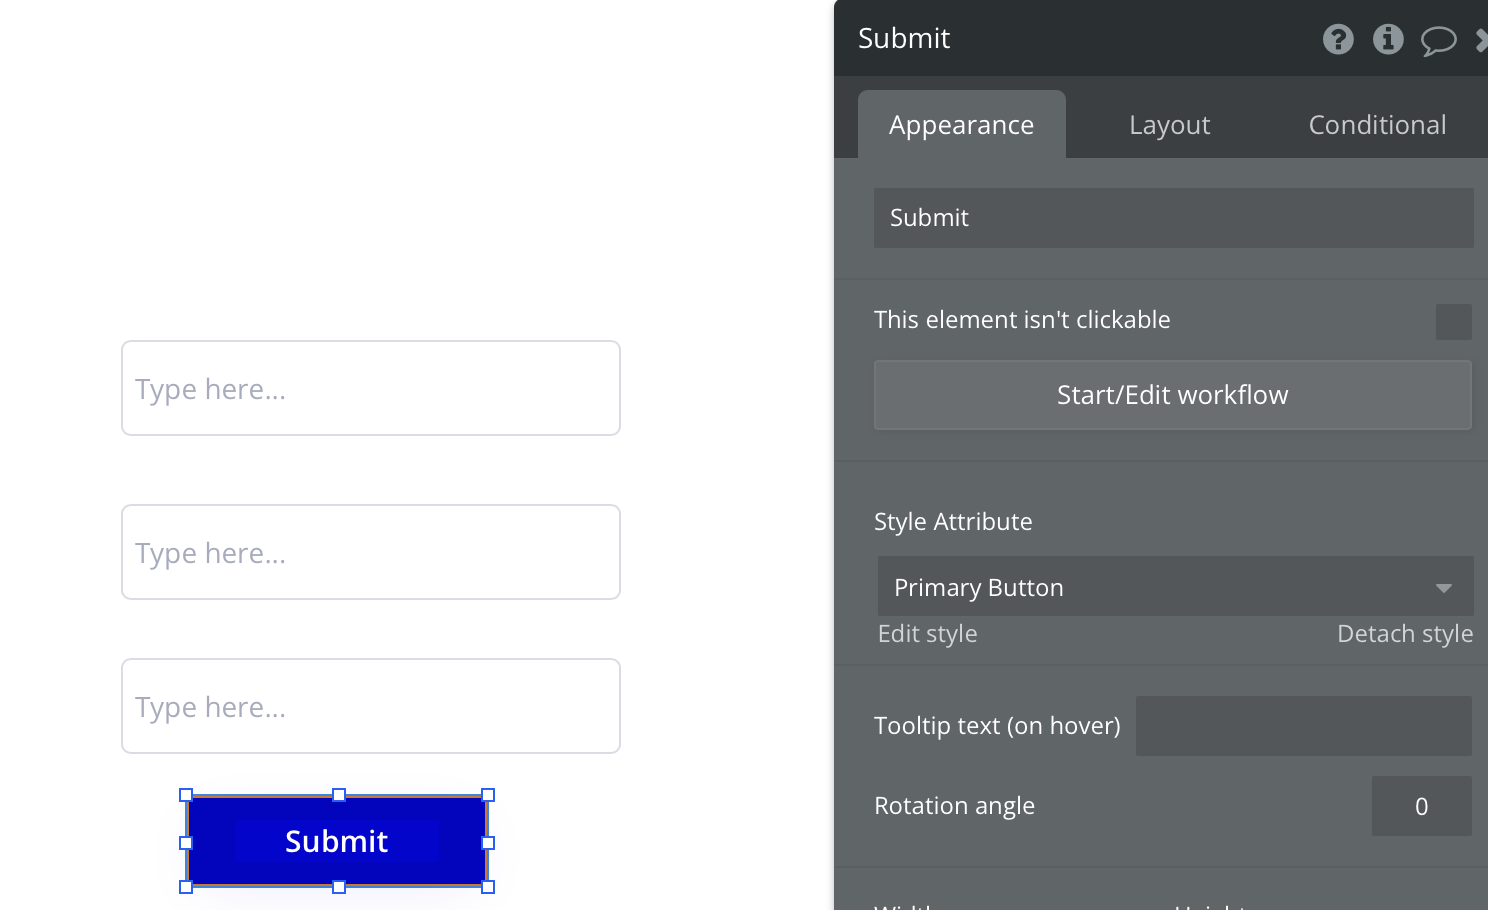 Submit
Appearance
Layout
Conditional
Submit
This element isn't clickable
Start/Edit workflow
Style Attribute
Primary Button
Edit style
Detach style
Tooltip text (on hover)
Rotation angle
0
Type here...
Type here...
Type here...
Submit